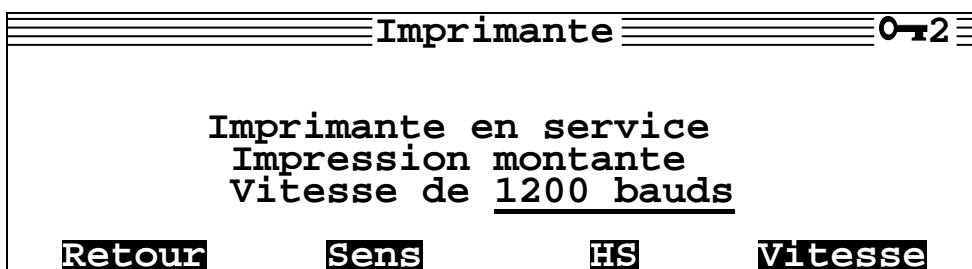 Imprimante 2
Imprimante en service
Impression montante
Vitesse de 1200 bauds
Retour Sens HS Vitesse